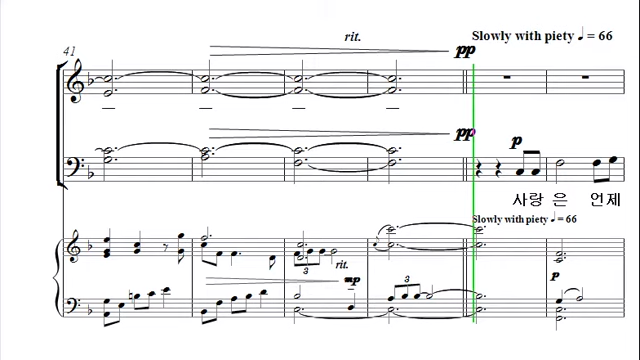 rit.
Slowly with piety ♩ = 66
41
pp
pp
p
사랑 은 언제
Slowly with piety ♩ = 66
3
rit.
mp
3
p